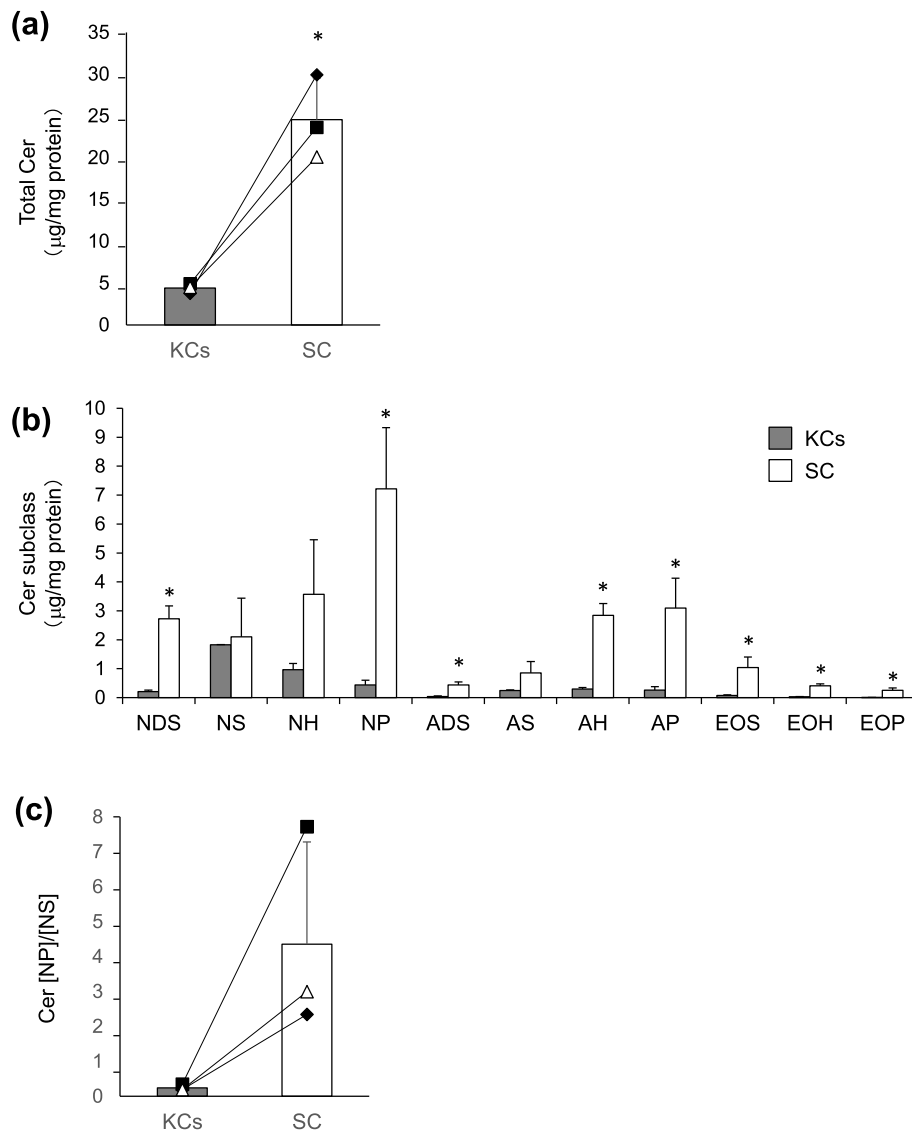 (a)
*
35
30
25
20
15
10
5
0
Total Cer
(μg/mg protein)
KCs SC
(b)
10
9
8
7
6
5
4
3
2
1
0
Cer subclass
(μg/mg protein)
* * * * * * * *
KCs
SC
NDS NS NH NP ADS AS AH AP EOS EOH EOP
(c)
8
7
6
5
4
3
2
1
0
Cer [NP]/[NS]
KCs SC